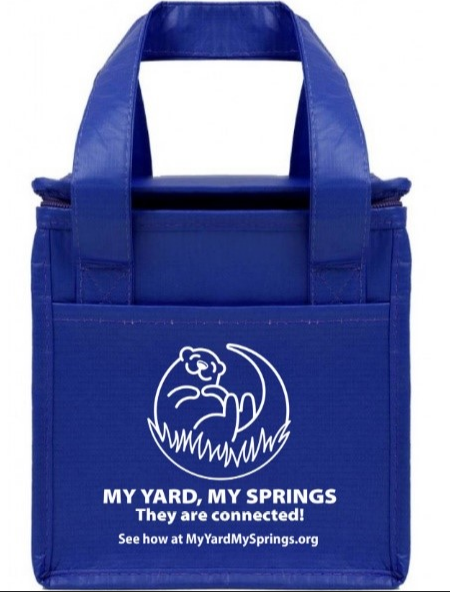 MY YARD, MY SPRINGS
They are connected!
See how at MyYardMySprings.org